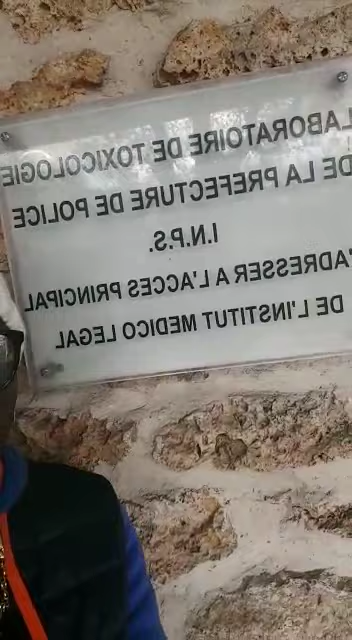 LABORATOIRE DE TOXICOLOGIE
DE LA PREFECTURE DE POLICE
I.N.P.S.
'ADRESSER A L'ACCES PRINCIPAL
DE L'INSTITUT MEDICO LEGAL